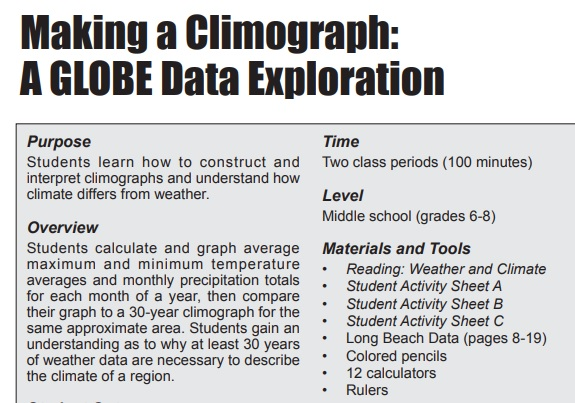 Making a Climograph:
A GLOBE Data Exploration
Purpose
Students learn how to construct and
interpret climographs and understand how
climate differs from weather.
Overview
Students calculate and graph average
maximum and minimum temperature
averages and monthly precipitation totals
for each month of a year, then compare
their graph to a 30-year climograph for the
same approximate area. Students gain an
understanding as to why at least 30 years
of weather data are necessary to describe
the climate of a region.
Time
Two class periods (100 minutes)
Level
Middle school (grades 6-8)
Materials and Tools
• Reading: Weather and Climate
• Student Activity Sheet A
• Student Activity Sheet B
• Student Activity Sheet C
• Long Beach Data (pages 8-19)
• Colored pencils
• 12 calculators
• Rulers